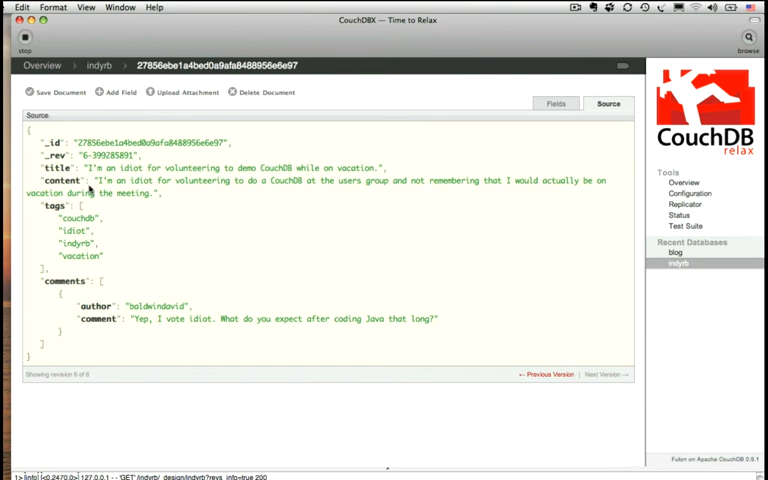 Edit Format View Window Help
CouchDBX — Time to Relax
stop
browse
Overview indyrb 27856ebe1a4bed0a9afa8488956e6e97
Save Document Add Field Upload Attachment Delete Document
Fields Source
Source
{
"_id": "27856ebe1a4bed0a9afa8488956e6e97",
"_rev": "6-399285891",
"title": "I'm an idiot for volunteering to demo CouchDB while on vacation.",
"content": "I'm an idiot for volunteering to do a CouchDB at the users group and not remembering that I would actually be on
vacation during the meeting.",
"tags": [
"couchdb",
"idiot",
"indyrb",
"vacation"
],
"comments": [
{
"author": "baldwindavid",
"comment": "Yep, I vote idiot. What do you expect after coding Java that long?"
}
]
}
Showing revision 6 of 6
← Previous Version | Next Version →
CouchDB
relax
Tools
Overview
Configuration
Replicator
Status
Test Suite
Recent Databases
blog
indyrb
Futon on Apache CouchDB 0.9.1
1> [info] [<0.2470.0>] 127.0.0.1 - - 'GET' /indyrb/_design/indyrb?revs_info=true 200